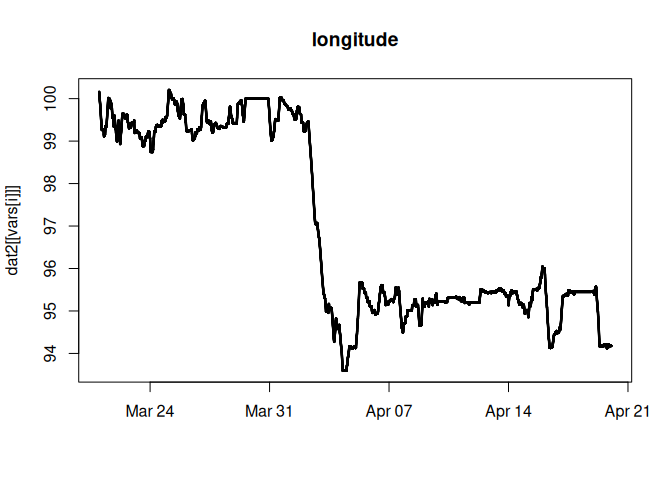 longitude
dat2[[vars[i]]]
100
99
98
97
96
95
94
Mar 24
Mar 31
Apr 07
Apr 14
Apr 21